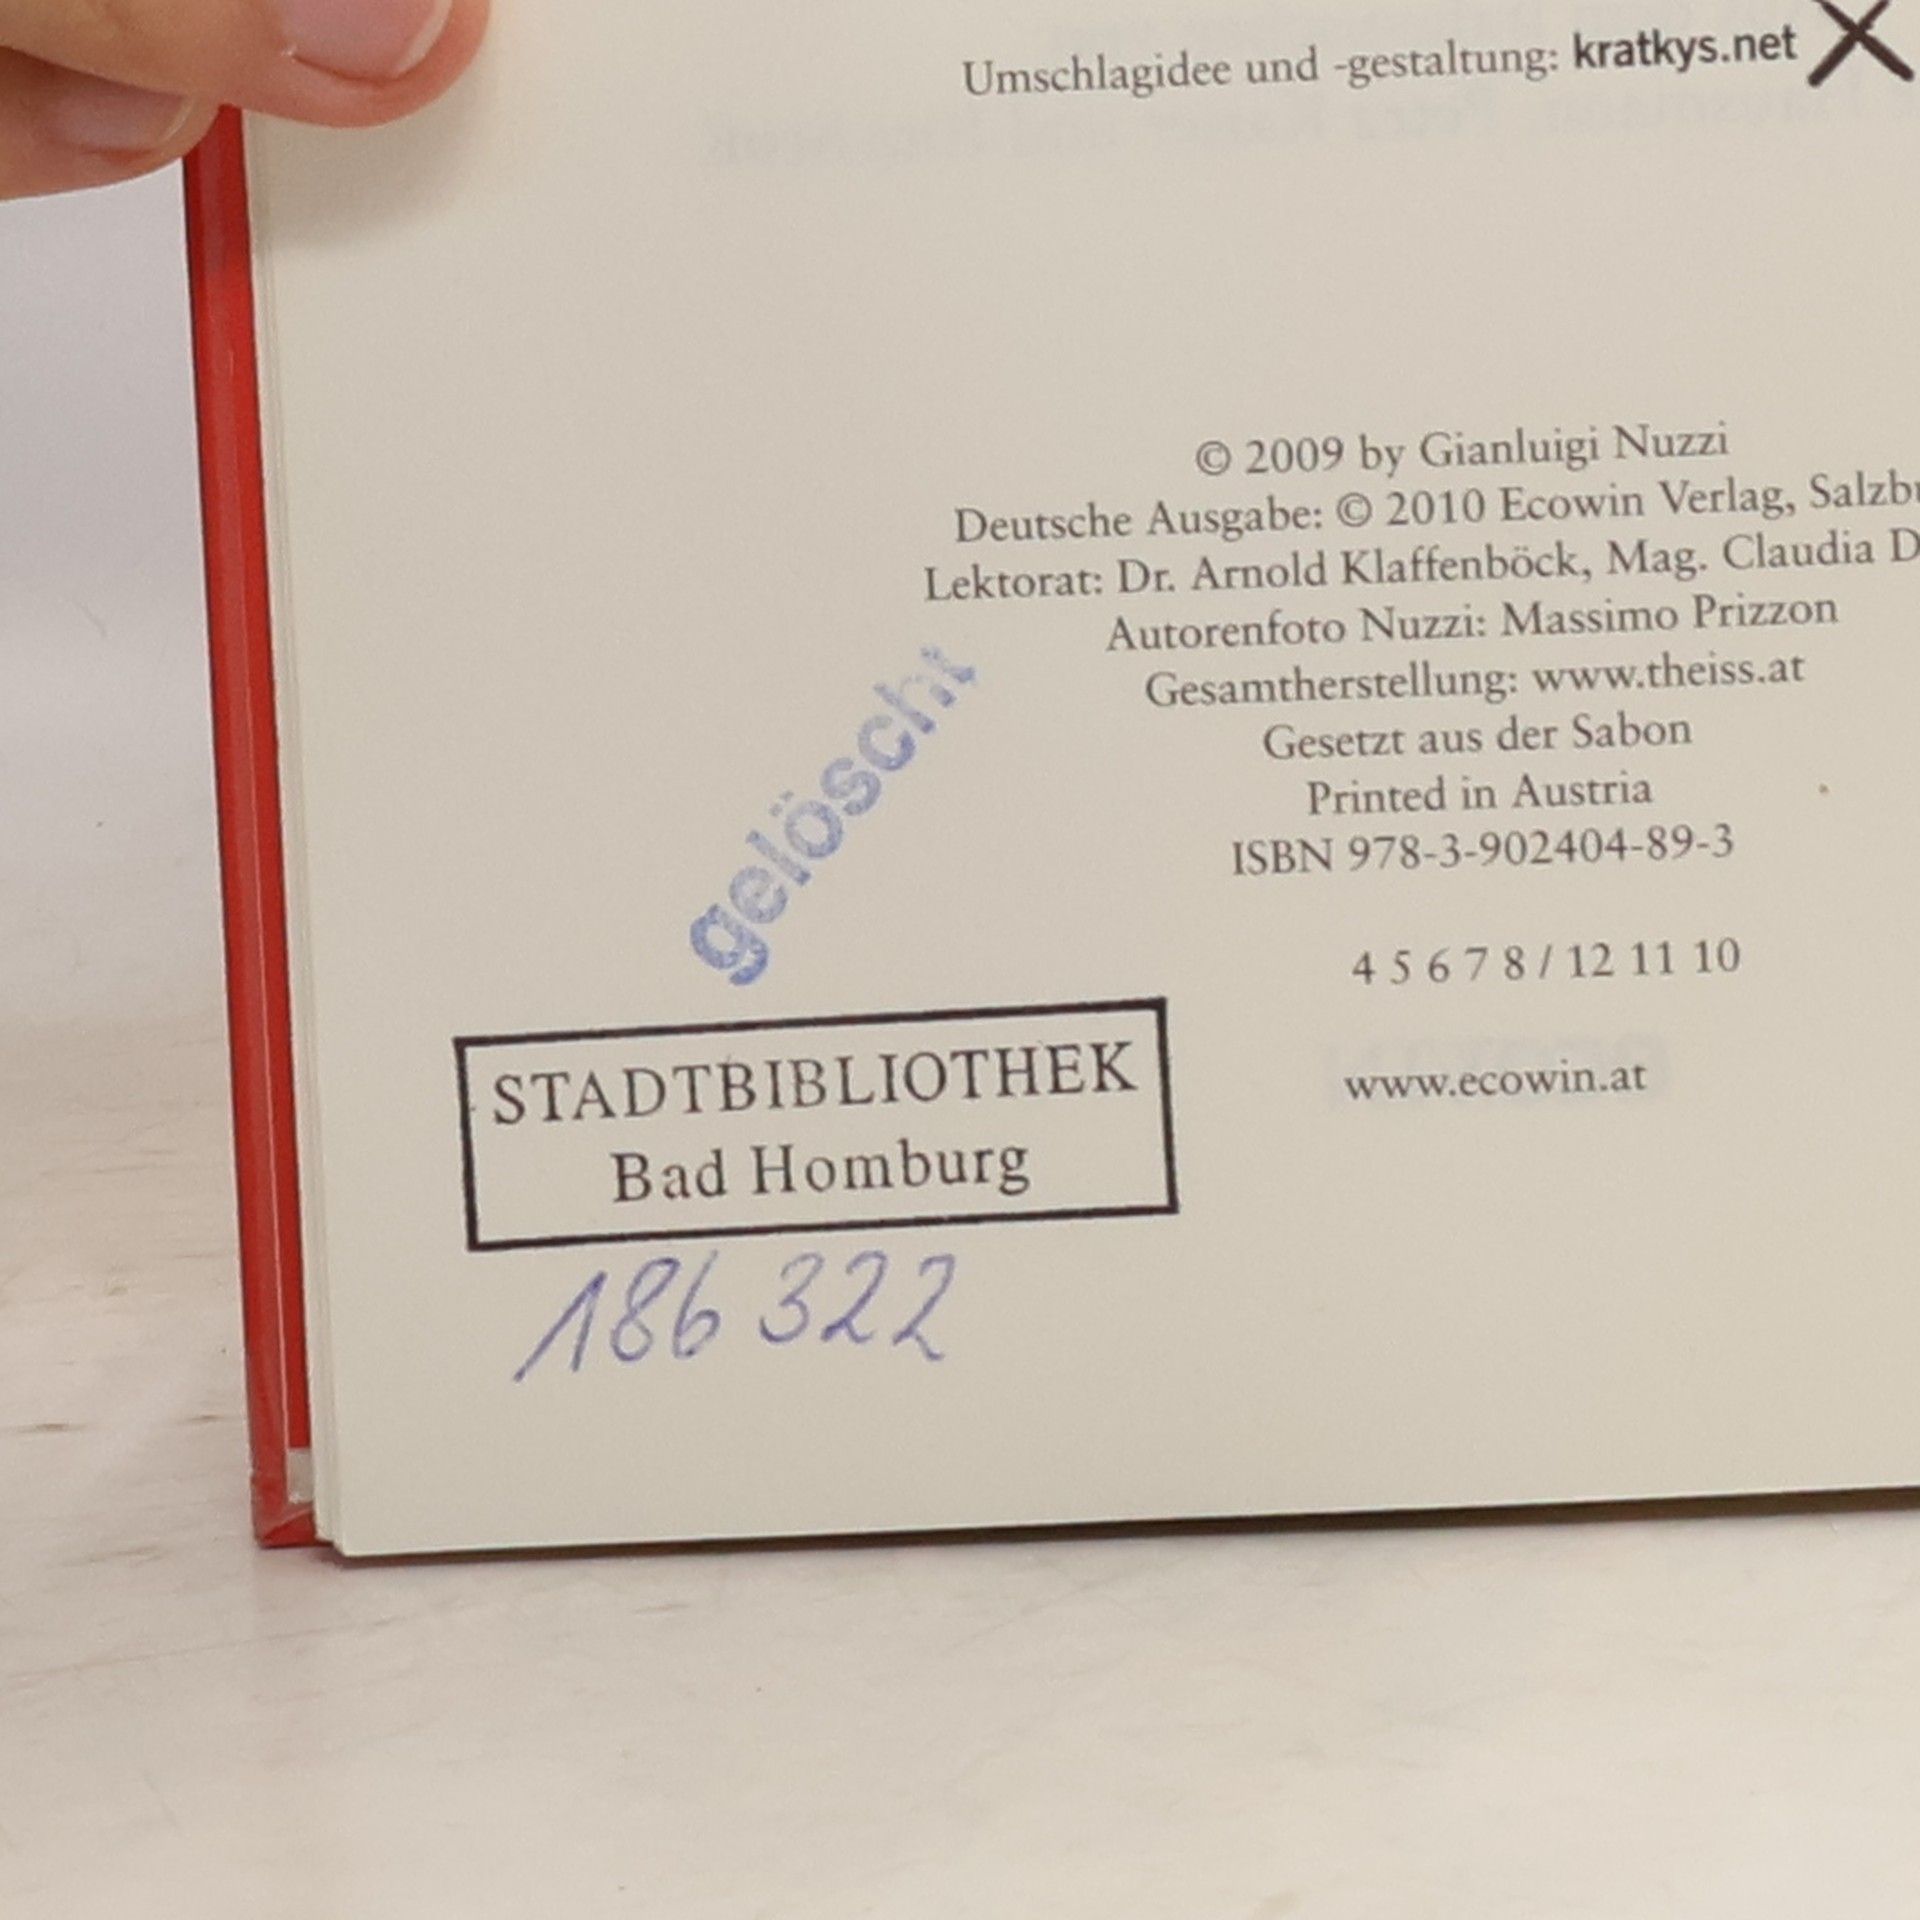 Umschlagidee und -gestaltung: kratkys.net
© 2009 by Gianluigi Nuzzi
Deutsche Ausgabe: © 2010 Ecowin Verlag,
Lektorat: Dr. Arnold Klaffenböck, Mag. Claudia
Autorenfoto Nuzzi: Massimo Prizzon
Gesamtherstellung: www.theiss.at
Gesetzt aus der Sabon
Printed in Austria
ISBN 978-3-902404-89-3
4 5 6 7 8 / 12 11 10
www.ecowin.at
gelöscht
STADTBIBLIOTHEK
Bad Homburg
186 322